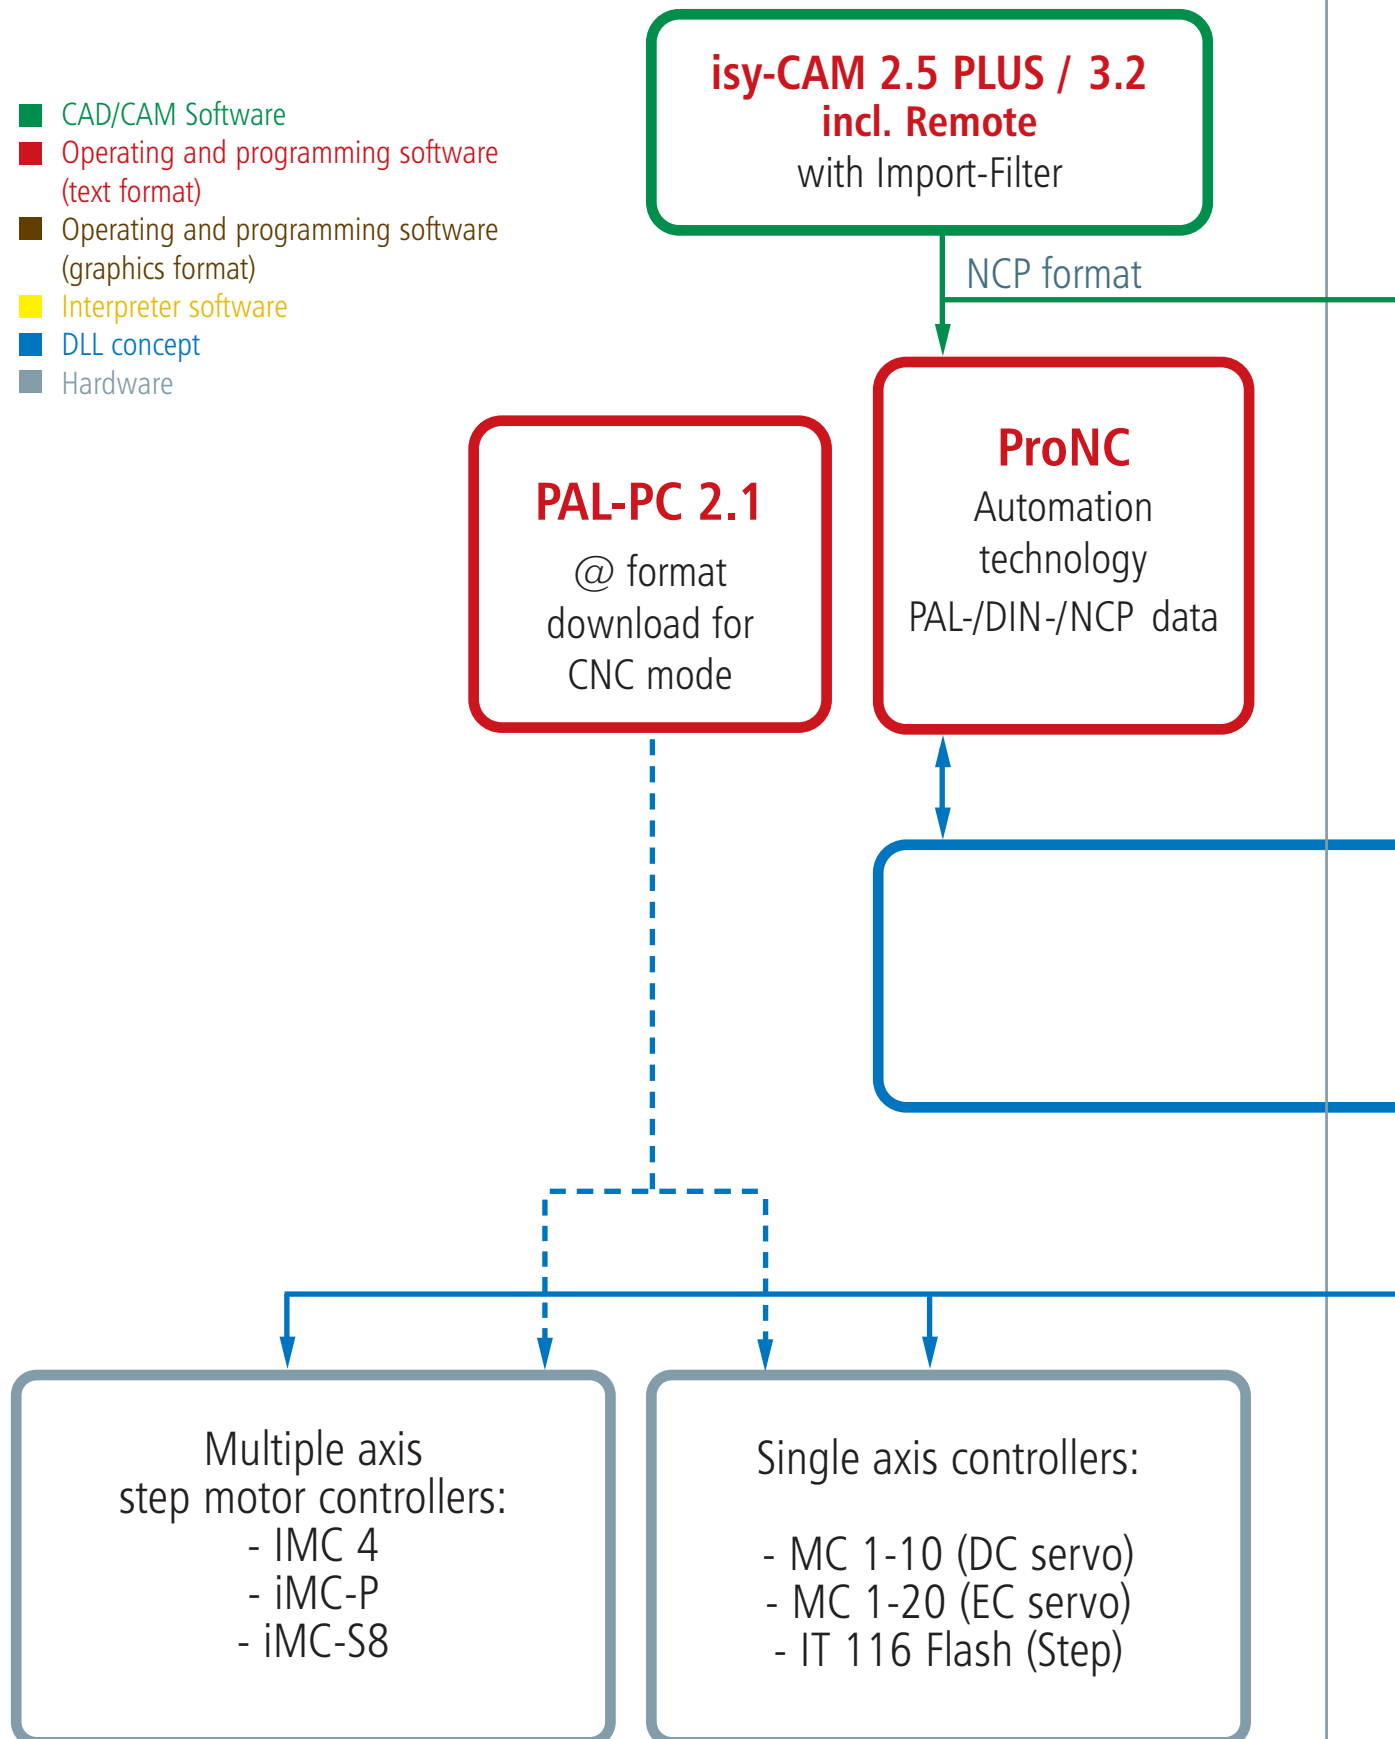 isy-CAM 2.5 PLUS / 3.2
incl. Remote
with Import-Filter
CAD/CAM Software
Operating and programming software
(text format)
Operating and programming software
(graphics format)
Interpreter software
DLL concept
Hardware
NCP format
ProNC
Automation
technology
PAL-/DIN-/NCP data
PAL-PC 2.1
@ format
download for
CNC mode
Multiple axis
step motor controllers:
- IMC 4
- iMC-P
- iMC-S8
Single axis controllers:
- MC 1-10 (DC servo)
- MC 1-20 (EC servo)
- IT 116 Flash (Step)